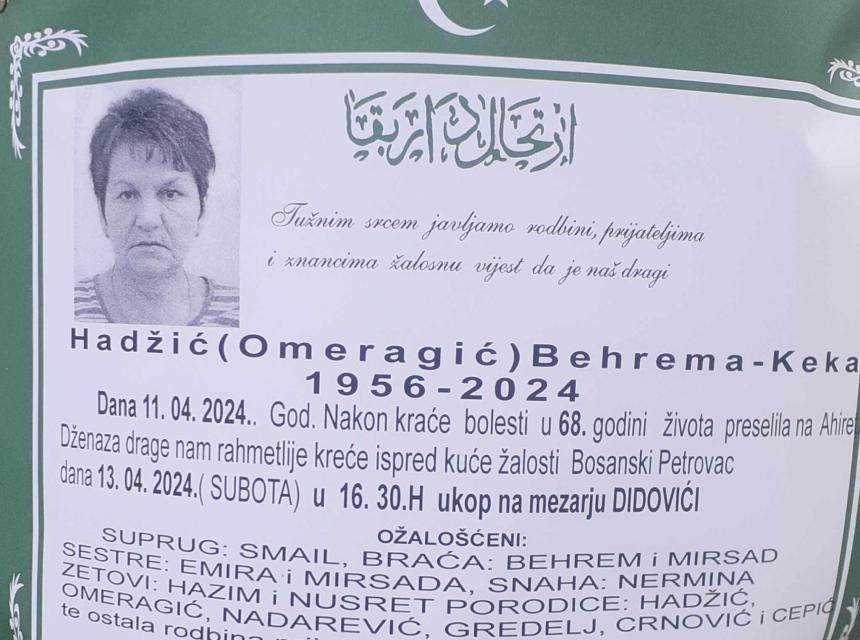 ارتحال دار بقا
Tužnim srcem javljamo rodbini, prijateljima
i znancima žalosnu vijest da je naš dragi
Hadžić(Omeragić)Behrema-Keka
1956-2024
Dana 11. 04. 2024.. God. Nakon kraće bolesti u 68. godini života preselila na Ahiret
Dženaza drage nam rahmetlije kreće ispred kuće žalosti Bosanski Petrovac
dana 13. 04. 2024.( SUBOTA) u 16. 30.H ukop na mezarju DIDOVIĆI
OŽALOŠĆENI:
SUPRUG: SMAIL, BRAĆA: BEHREM i MIRSAD
SESTRE: EMIRA i MIRSADA, SNAHA: NERMINA
ZETOVI: HAZIM i NUSRET PORODICE: HADŽIĆ,
OMERAGIĆ, NADAREVIĆ, GREDELJ, CRNOVIĆ i CEPIĆ
te ostala rodbina